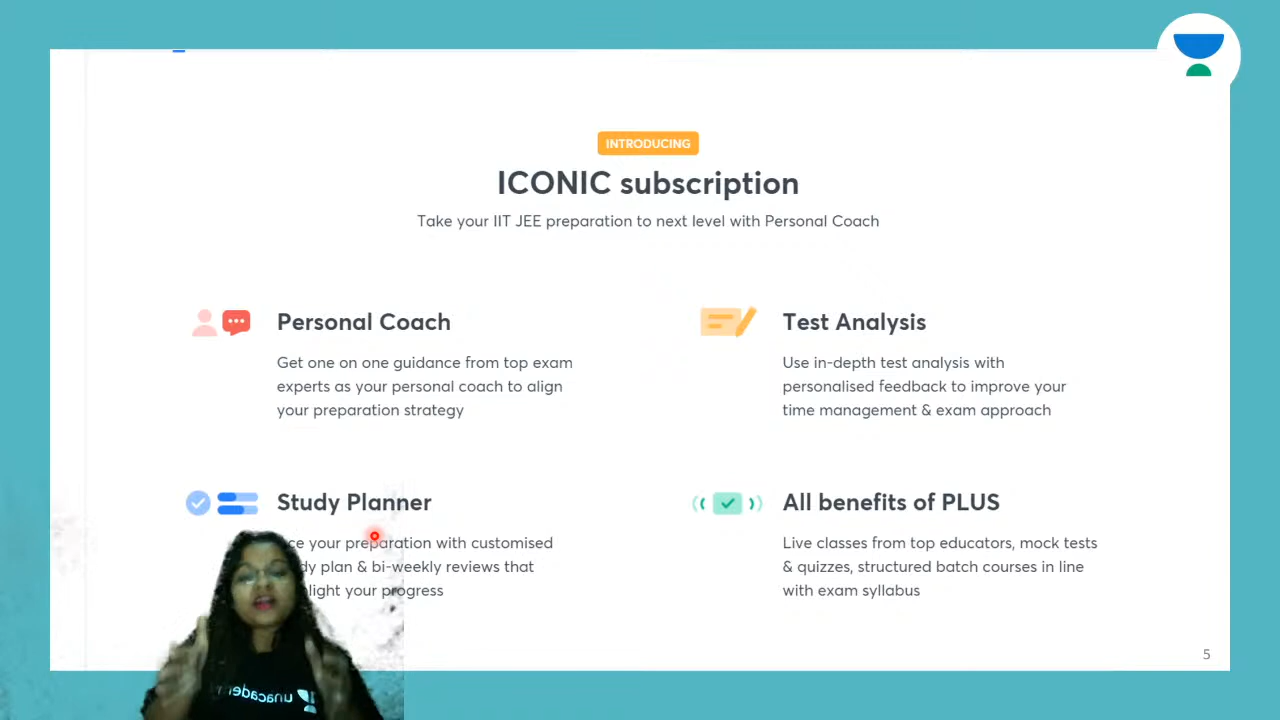 INTRODUCING
ICONIC subscription
Take your IIT JEE preparation to next level with Personal Coach
Personal Coach
Get one on one guidance from top exam
experts as your personal coach to align
your preparation strategy
Test Analysis
Use in-depth test analysis with
personalised feedback to improve your
time management & exam approach
Study Planner
your preparation with customised
plan & bi-weekly reviews that
your progress
All benefits of PLUS
Live classes from top educators, mock tests
& quizzes, structured batch courses in line
with exam syllabus
5